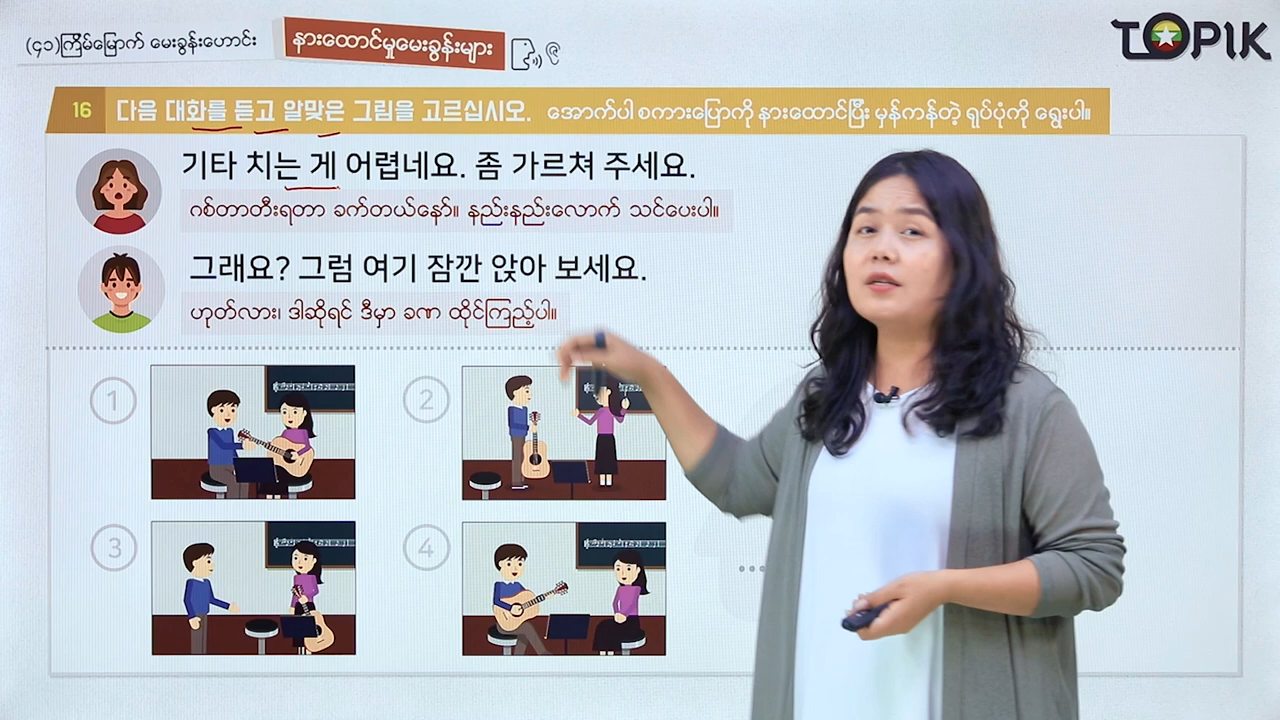 (၄၁)ကြိမ်မြောက် မေးခွန်းဟောင်း
နားထောင်မှုမေးခွန်းများ
၉
TOPIK
16 다음 대화를 듣고 알맞은 그림을 고르십시오. အောက်ပါ စကားပြောကို နားထောင်ပြီး မှန်ကန်တဲ့ ရုပ်ပုံကို ရွေးပါ။
기타 치는 게 어렵네요. 좀 가르쳐 주세요.
ဂစ်တာတီးရတာ ခက်တယ်နော်။ နည်းနည်းလောက် သင်ပေးပါ။
그래요? 그럼 여기 잠깐 앉아 보세요.
ဟုတ်လား၊ ဒါဆိုရင် ဒီမှာ ခဏ ထိုင်ကြည့်ပါ။
1
2
3
4